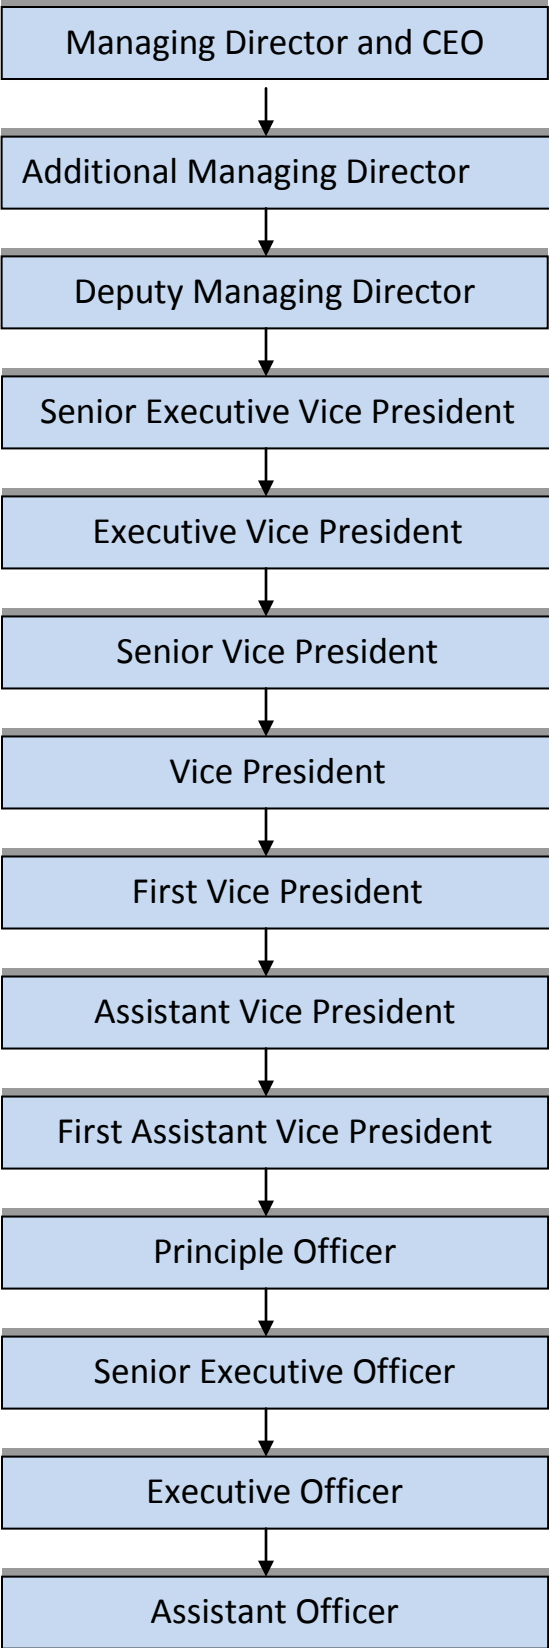 Managing Director and CEO
Additional Managing Director
Deputy Managing Director
Senior Executive Vice President
Executive Vice President
Senior Vice President
Vice President
First Vice President
Assistant Vice President
First Assistant Vice President
Principle Officer
Senior Executive Officer
Executive Officer
Assistant Officer